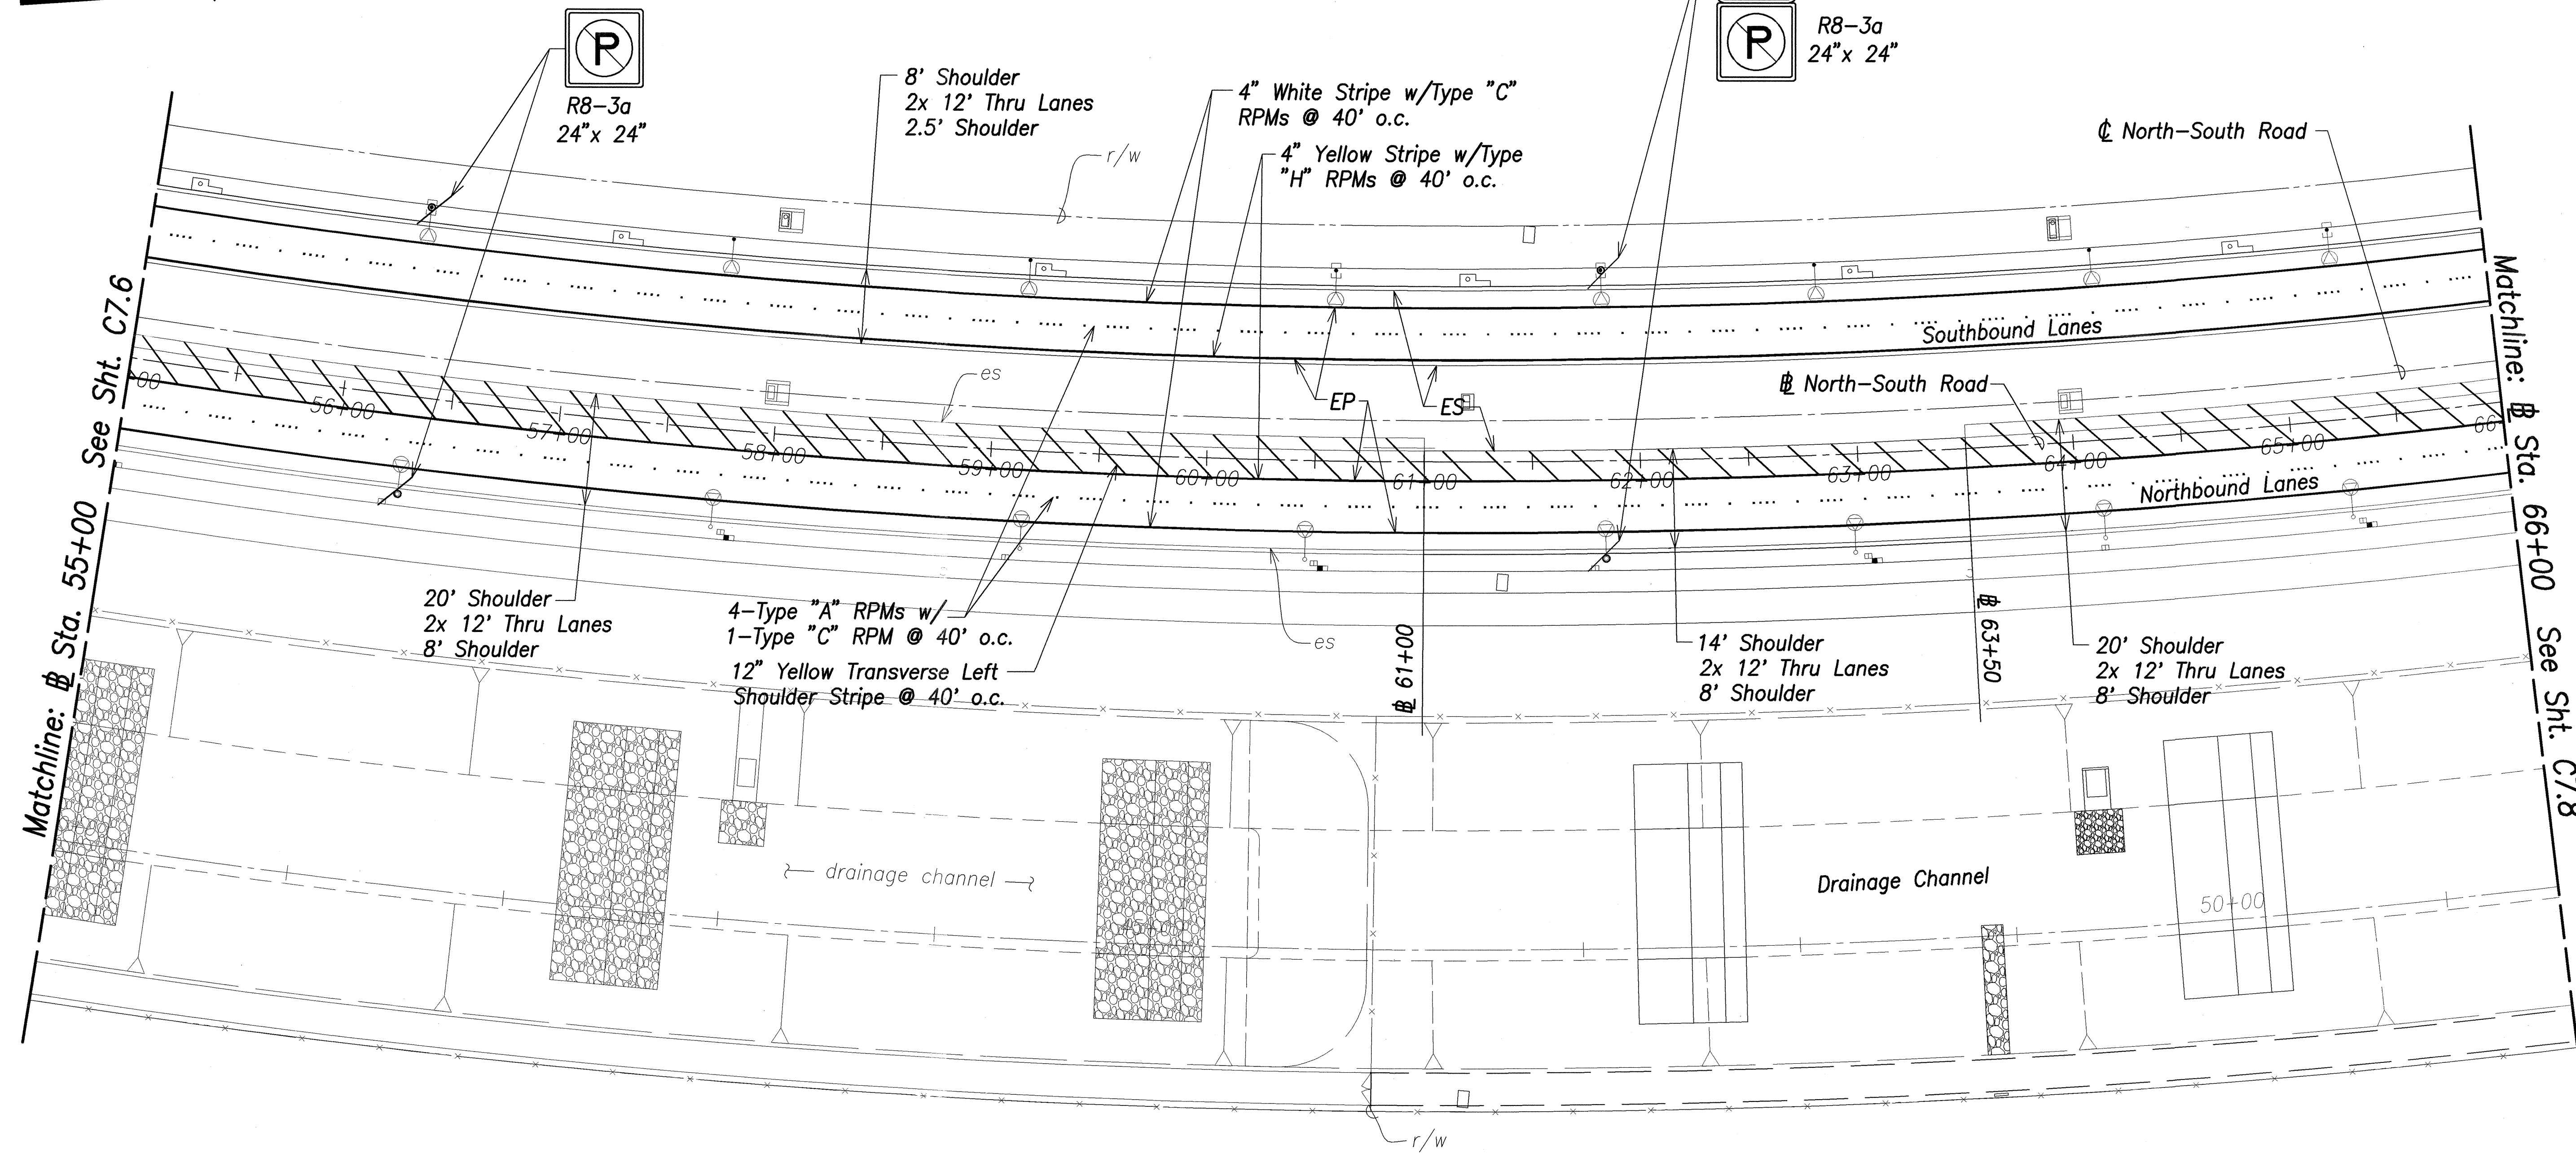 P
R8-3a
24"x 24"
P
R8-3a
24"x 24"
8' Shoulder
2x 12' Thru Lanes
2.5' Shoulder
4" White Stripe w/Type "C"
RPMs @ 40' o.c.
4" Yellow Stripe w/Type
"H" RPMs @ 40' o.c.
r/w
℄ North-South Road
Southbound Lanes
es
EP
ES
North-South Road
56+00
57+00
58+00
59+00
60+00
61+00
62+00
63+00
64+00
65+00
Northbound Lanes
20' Shoulder
2x 12' Thru Lanes
8' Shoulder
4-Type "A" RPMs w/
1-Type "C" RPM @ 40' o.c.
12" Yellow Transverse Left
Shoulder Stripe @ 40' o.c.
es
61+00
14' Shoulder
2x 12' Thru Lanes
8' Shoulder
63+50
20' Shoulder
2x 12' Thru Lanes
8' Shoulder
drainage channel
Drainage Channel
50+00
r/w
Matchline: Sta. 55+00 See Sht. C7.6
Matchline: Sta. 66+00 See Sht. C7.8